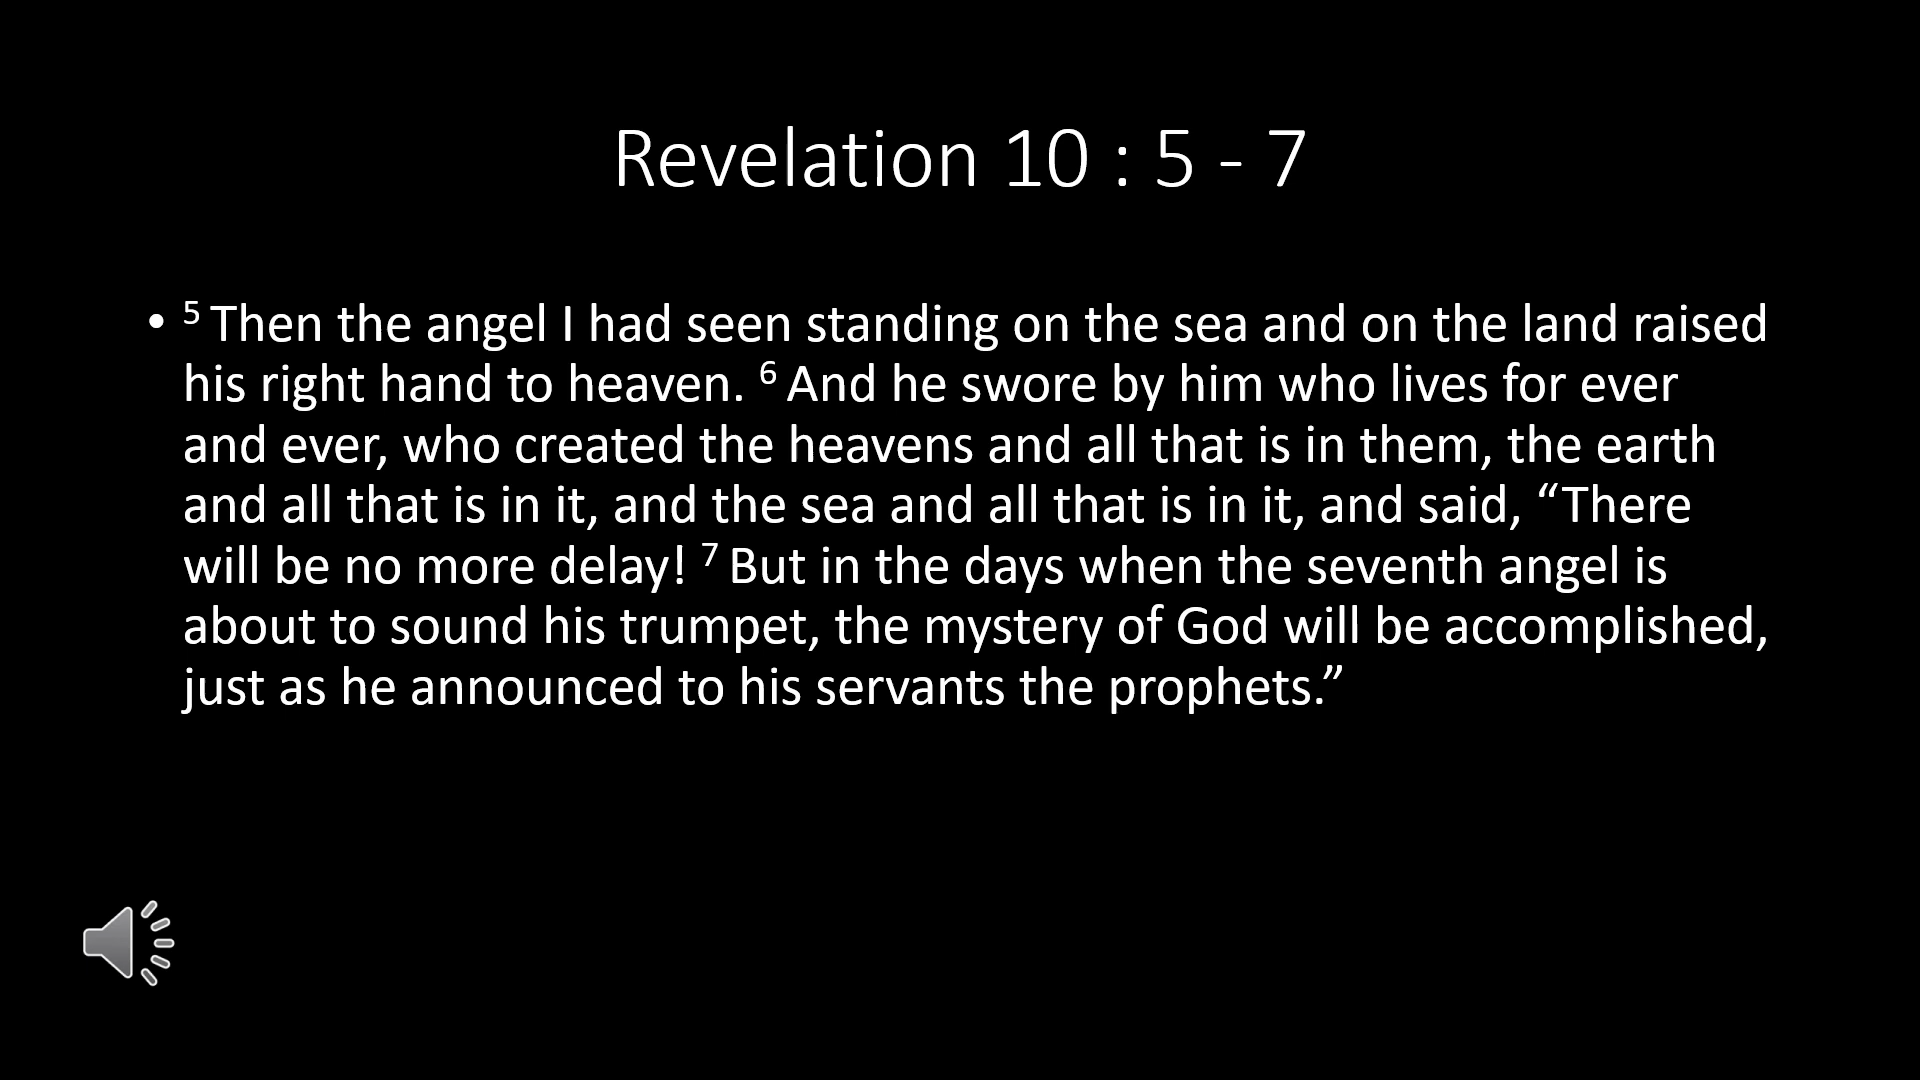 Revelation 10 : 5 - 7
• 5 Then the angel I had seen standing on the sea and on the land raised
his right hand to heaven. 6 And he swore by him who lives for ever
and ever, who created the heavens and all that is in them, the earth
and all that is in it, and the sea and all that is in it, and said, “There
will be no more delay! 7 But in the days when the seventh angel is
about to sound his trumpet, the mystery of God will be accomplished,
just as he announced to his servants the prophets.”